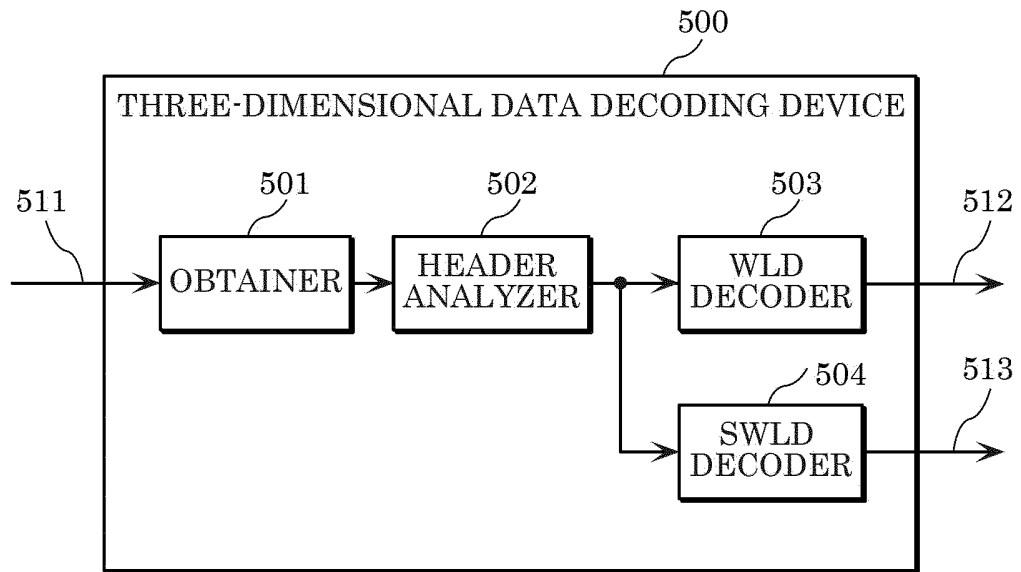 500
THREE-DIMENSIONAL DATA DECODING DEVICE
511
501
502
503
512
OBTAINER
HEADER
ANALYZER
WLD
DECODER
504
513
SWLD
DECODER